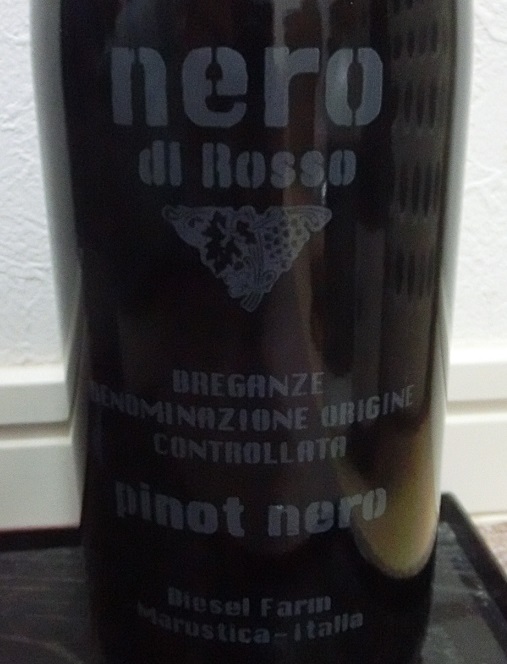 nero
di Rosso
BREGANZE
DENOMINAZIONE ORIGINE
CONTROLLATA
pinot nero
Diesel Farm
Marostica-Italia